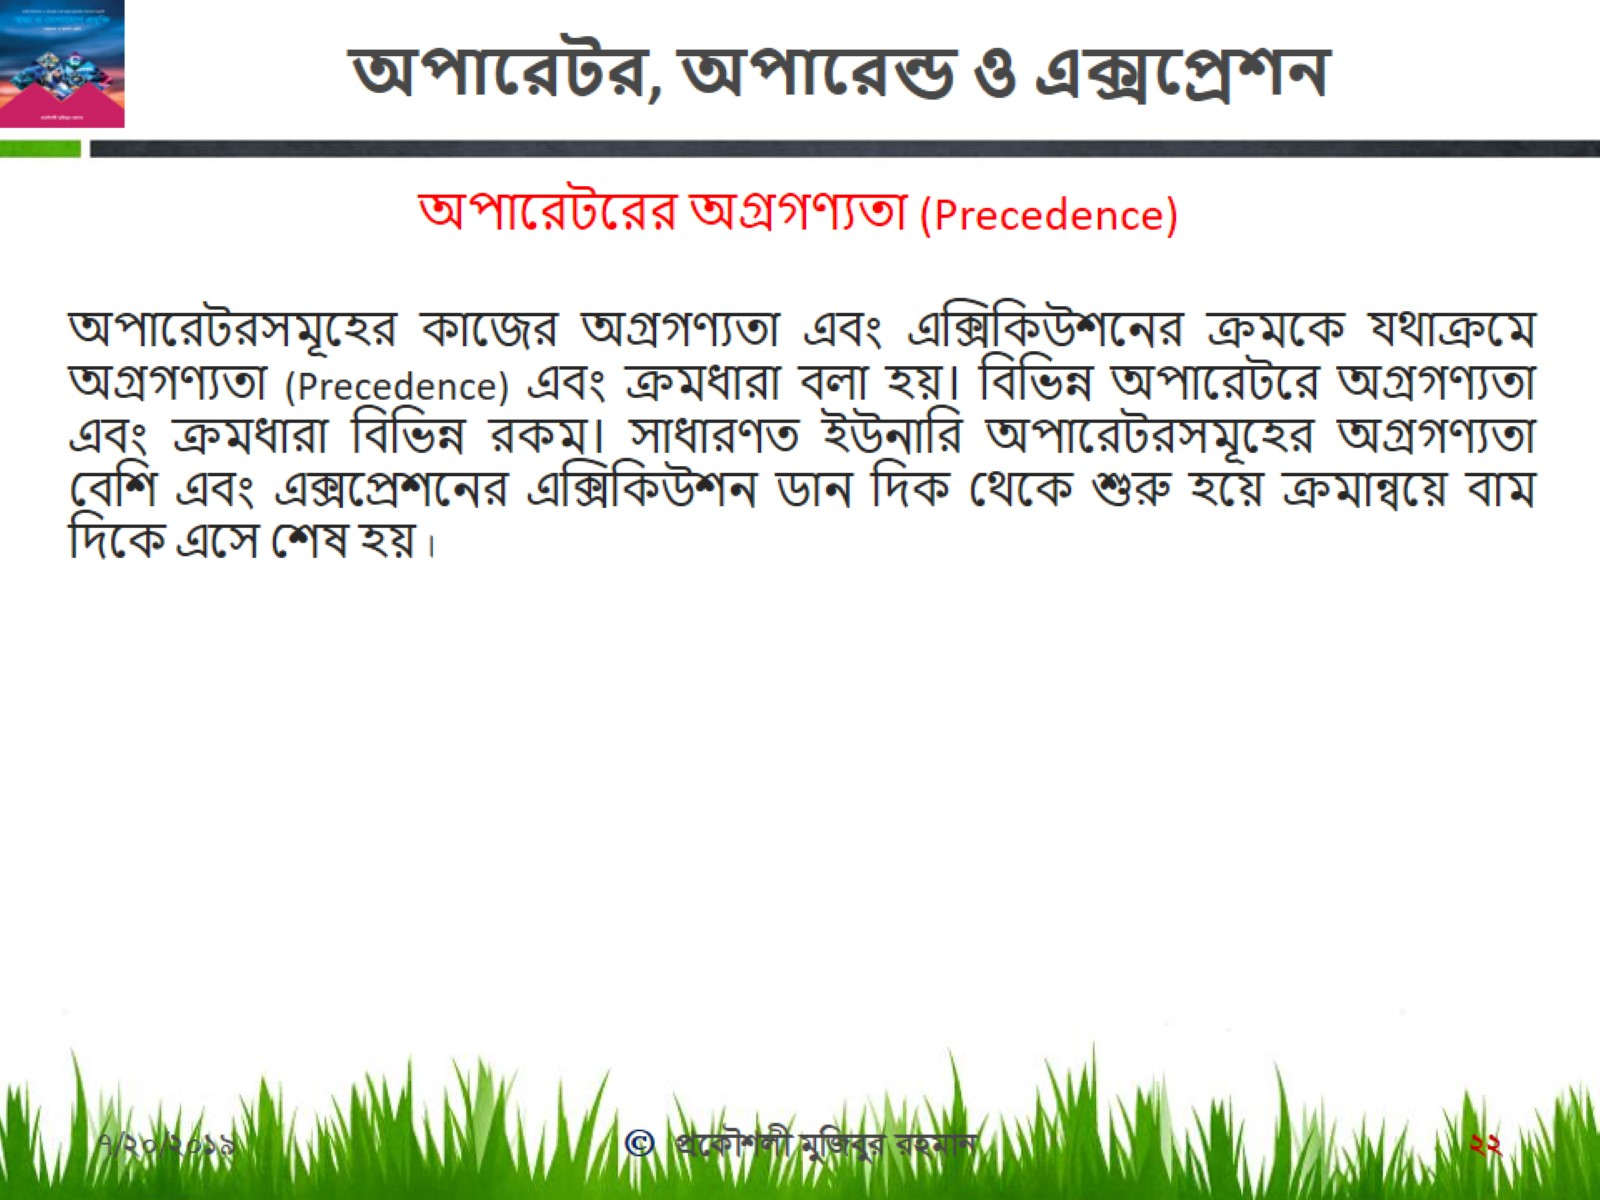 অপারেটর, অপারেন্ড ও এক্সপ্রেশন
অপারেটরের অগ্রগণ্যতা (Precedence)
অপারেটরসমূহের কাজের অগ্রগণ্যতা এবং এক্সিকিউশনের ক্রমকে যথাক্রমে
অগ্রগণ্যতা (Precedence) এবং ক্রমধারা বলা হয়। বিভিন্ন অপারেটরে অগ্রগণ্যতা
এবং ক্রমধারা বিভিন্ন রকম। সাধারণত ইউনারি অপারেটরসমূহের অগ্রগণ্যতা
বেশি এবং এক্সপ্রেশনের এক্সিকিউশন ডান দিক থেকে শুরু হয়ে ক্রমান্বয়ে বাম
দিকে এসে শেষ হয়।
৭/২০/২০১৯
© প্রকৌশলী মুজিবুর রহমান
২২